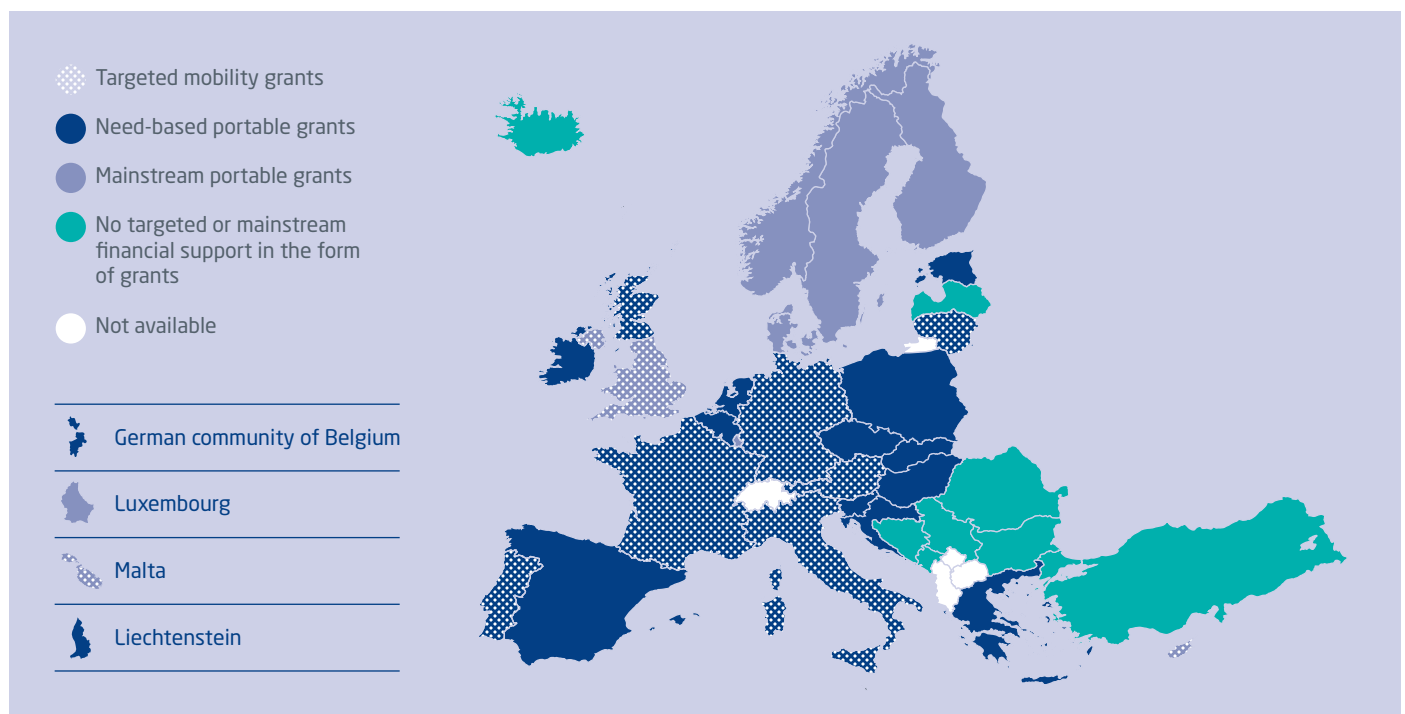 Targeted mobility grants
Need-based portable grants
Mainstream portable grants
No targeted or mainstream
financial support in the form
of grants
Not available
German community of Belgium
Luxembourg
Malta
Liechtenstein